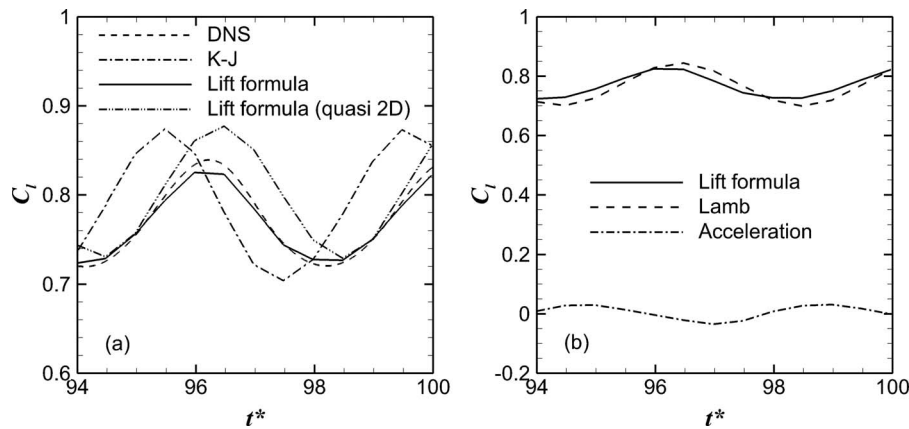 1
0.9
0.8
0.7
0.6
C_l
DNS
K-J
Lift formula
Lift formula (quasi 2D)
(a)
94
96
98
100
t*
1
0.8
0.6
0.4
0.2
0
-0.2
C_l
Lift formula
Lamb
Acceleration
(b)
94
96
98
100
t*